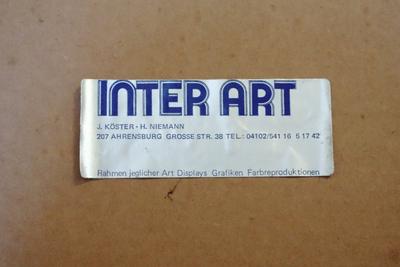 INTER ART
J. KÖSTER · H. NIEMANN
207 AHRENSBURG GROSSE STR. 38 TEL.: 04102/541 16 5 17 42
Rahmen jeglicher Art Displays Grafiken Farbreproduktionen